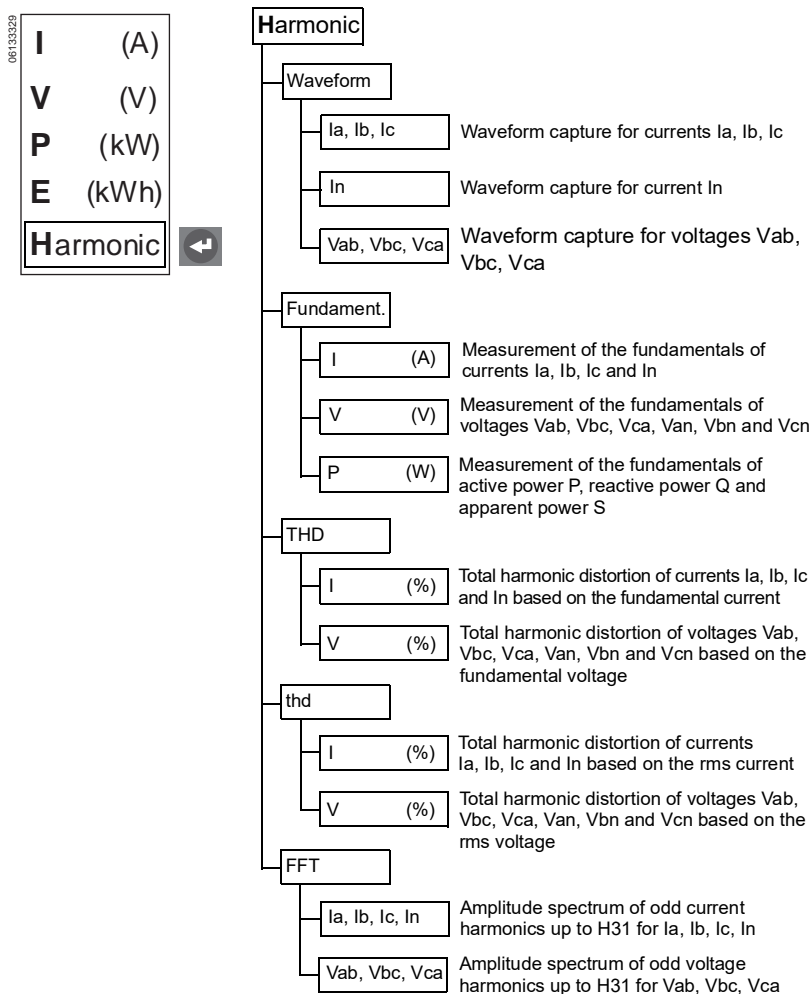 06133329
I (A)
V (V)
P (kW)
E (kWh)
Harmonic
Harmonic
Waveform
Ia, Ib, Ic
Waveform capture for currents Ia, Ib, Ic
In
Waveform capture for current In
Vab, Vbc, Vca
Waveform capture for voltages Vab,
Vbc, Vca
Fundament.
I (A)
Measurement of the fundamentals of
currents Ia, Ib, Ic and In
V (V)
Measurement of the fundamentals of
voltages Vab, Vbc, Vca, Van, Vbn and Vcn
P (W)
Measurement of the fundamentals of
active power P, reactive power Q and
apparent power S
THD
I (%)
Total harmonic distortion of currents Ia, Ib, Ic
and In based on the fundamental current
V (%)
Total harmonic distortion of voltages Vab,
Vbc, Vca, Van, Vbn and Vcn based on the
fundamental voltage
thd
I (%)
Total harmonic distortion of currents
Ia, Ib, Ic and In based on the rms current
V (%)
Total harmonic distortion of voltages Vab,
Vbc, Vca, Van, Vbn and Vcn based on the
rms voltage
FFT
Ia, Ib, Ic, In
Amplitude spectrum of odd current
harmonics up to H31 for Ia, Ib, Ic, In
Vab, Vbc, Vca
Amplitude spectrum of odd voltage
harmonics up to H31 for Vab, Vbc, Vca